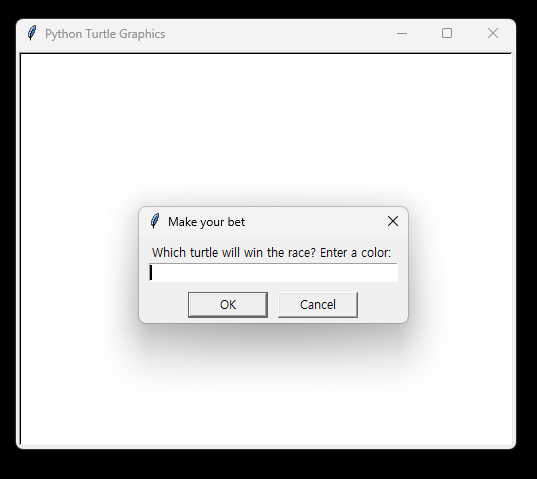 Python Turtle Graphics
Make your bet
Which turtle will win the race? Enter a color:
OK
Cancel